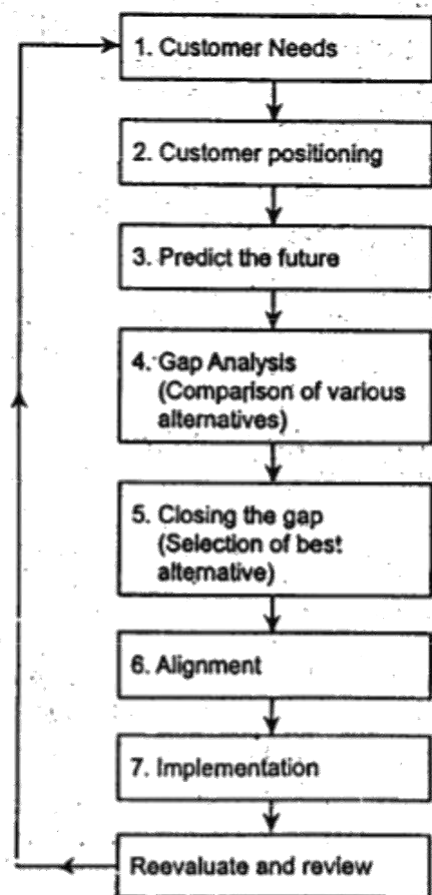 1. Customer Needs
2. Customer positioning
3. Predict the future
4. Gap Analysis
(Comparison of various
alternatives)
5. Closing the gap
(Selection of best
alternative)
6. Alignment
7. Implementation
Reevaluate and review